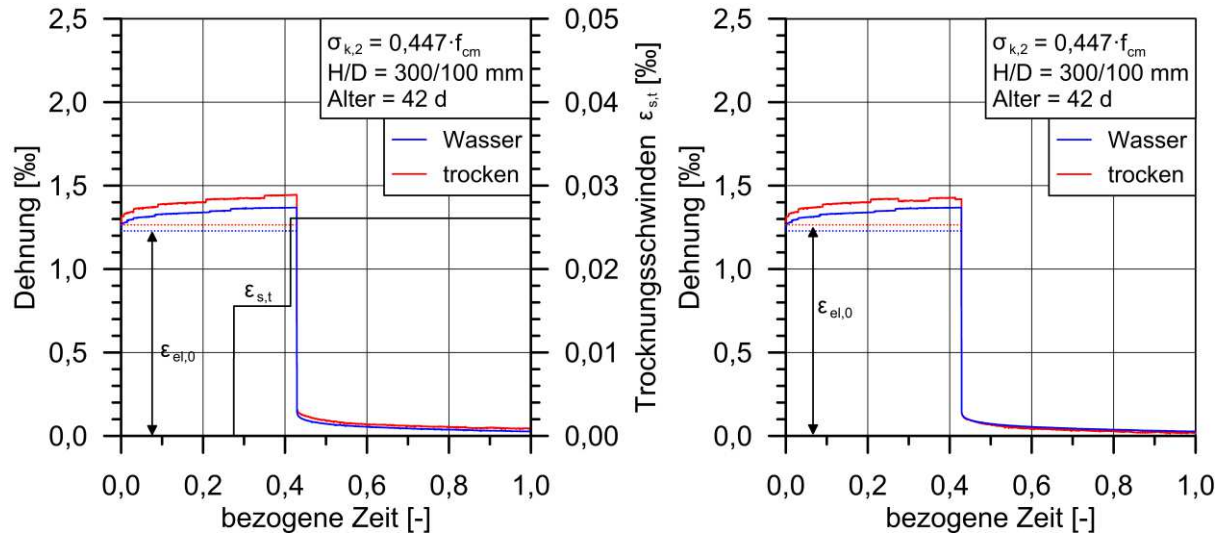 2,5
2,0
1,5
1,0
0,5
0,0
Dehnung [‰]
σk,2 = 0,447·fcm
H/D = 300/100 mm
Alter = 42 d
Wasser
trocken
εs,t
εel,0
0,05
0,04
0,03
0,02
0,01
0,00
Trocknungsschwinden εs,t [‰]
0,0 0,2 0,4 0,6 0,8 1,0
bezogene Zeit [-]
2,5
2,0
1,5
1,0
0,5
0,0
Dehnung [‰]
σk,2 = 0,447·fcm
H/D = 300/100 mm
Alter = 42 d
Wasser
trocken
εel,0
0,0 0,2 0,4 0,6 0,8 1,0
bezogene Zeit [-]